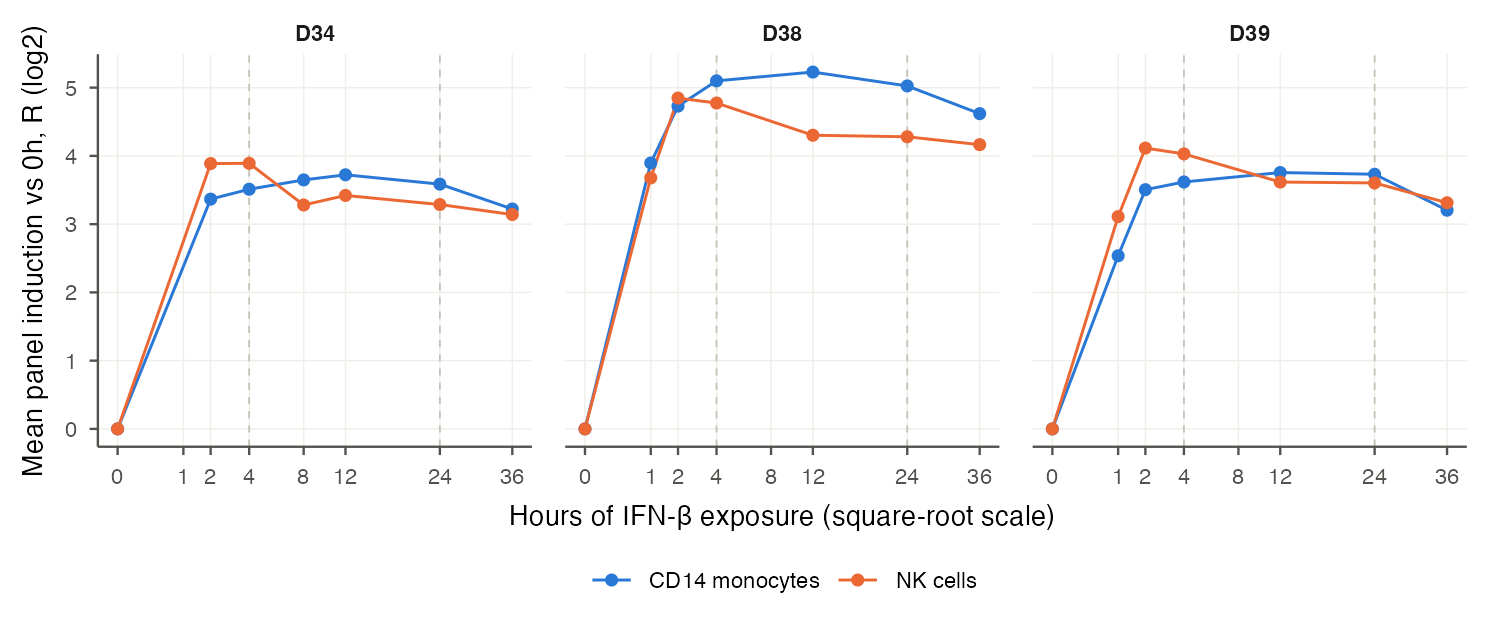 D34 D38 D39
Mean panel induction vs 0h, R (log2)
5
4
3
2
1
0
0 1 2 4 8 12 24 36 0 1 2 4 8 12 24 36 0 1 2 4 8 12 24 36
Hours of IFN-β exposure (square-root scale)
CD14 monocytes NK cells